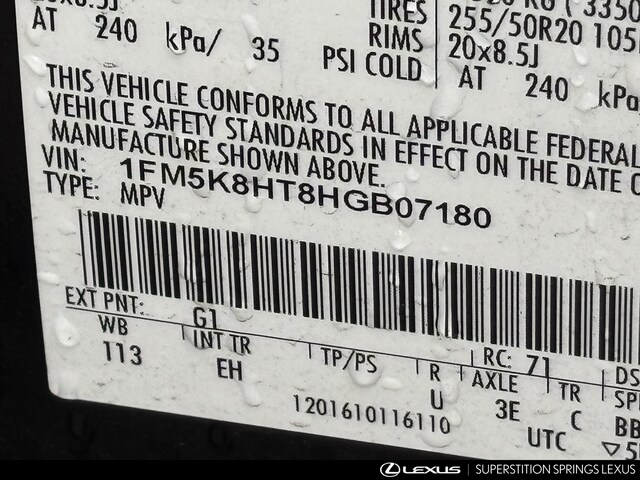 TIRES 255/50R20 105
AT 240 kPa/ 35 RIMS 20x8.5J
PSI COLD AT 240 kPa
THIS VEHICLE CONFORMS TO ALL APPLICABLE FEDERAL
VEHICLE SAFETY STANDARDS IN EFFECT ON THE DATE O
MANUFACTURE SHOWN ABOVE.
VIN: 1FM5K8HT8HGB07180
TYPE: MPV
EXT PNT: G1 RC: 71 DS
WB INT TR TP/PS R AXLE TR SP
113 EH U 3E C BB
1201610116110 UTC
LEXUS SUPERSTITION SPRINGS LEXUS